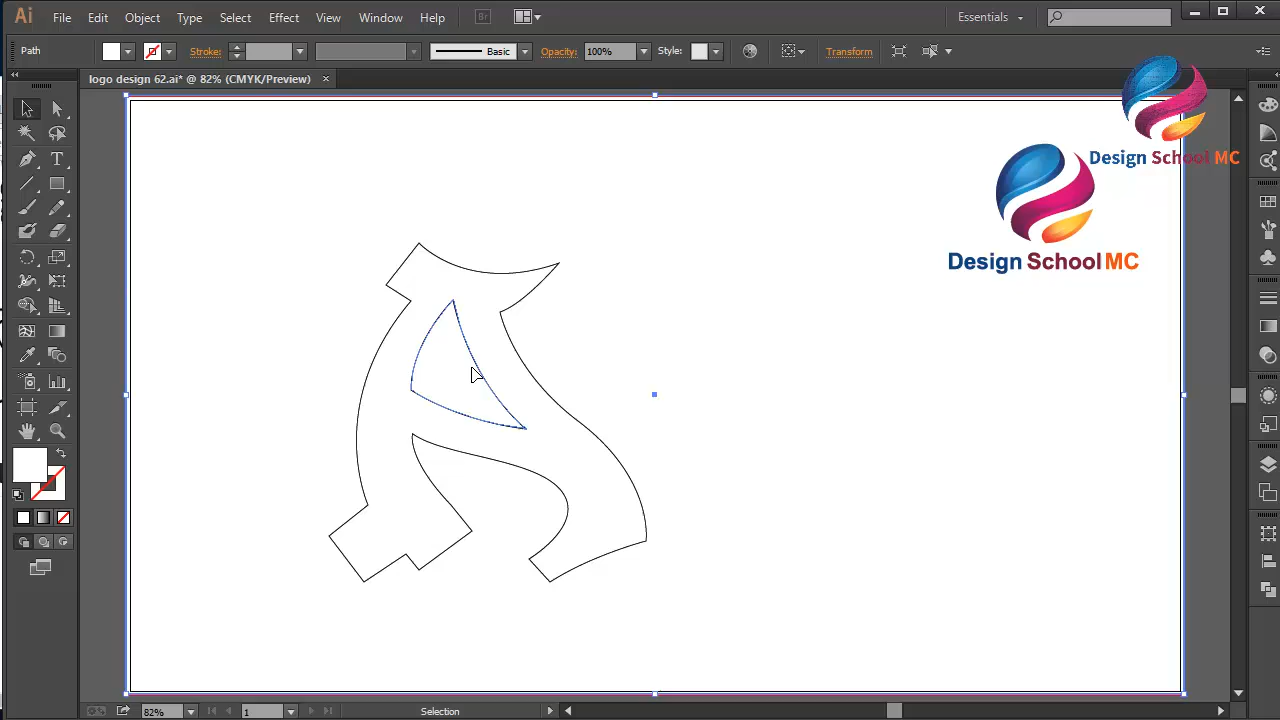 Ai File Edit Object Type Select Effect View Window Help Br Essentials
Path Stroke: Basic Opacity: 100% Style: Transform
logo design 62.ai* @ 82% (CMYK/Preview) ×
T
Design School MC
Design School MC
82% 1 Selection